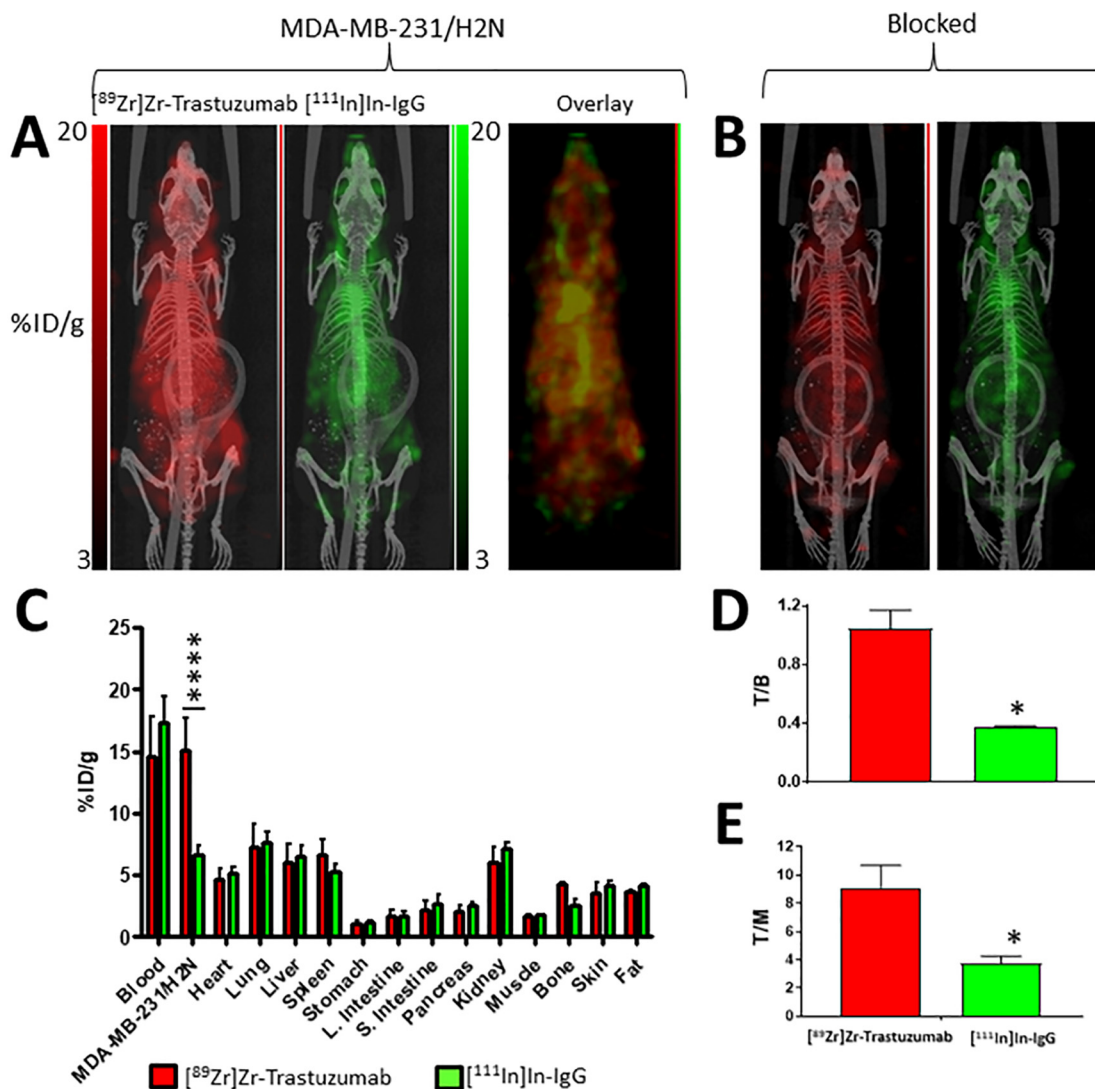 MDA-MB-231/H2N
Blocked
[⁸⁹Zr]Zr-Trastuzumab [¹¹¹In]In-IgG Overlay
A 20 20 B
%ID/g
3 3
C
25
20
15
10
5
0
%ID/g
****
Blood
MDA-MB-231/H2N
Heart
Lung
Liver
Spleen
Stomach
L. Intestine
S. Intestine
Pancreas
Kidney
Muscle
Bone
Skin
Fat
[⁸⁹Zr]Zr-Trastuzumab [¹¹¹In]In-IgG
D
1.2
0.8
0.4
0.0
T/B
*
E
12
10
8
6
4
2
0
T/M
*
[⁸⁹Zr]Zr-Trastuzumab [¹¹¹In]In-IgG